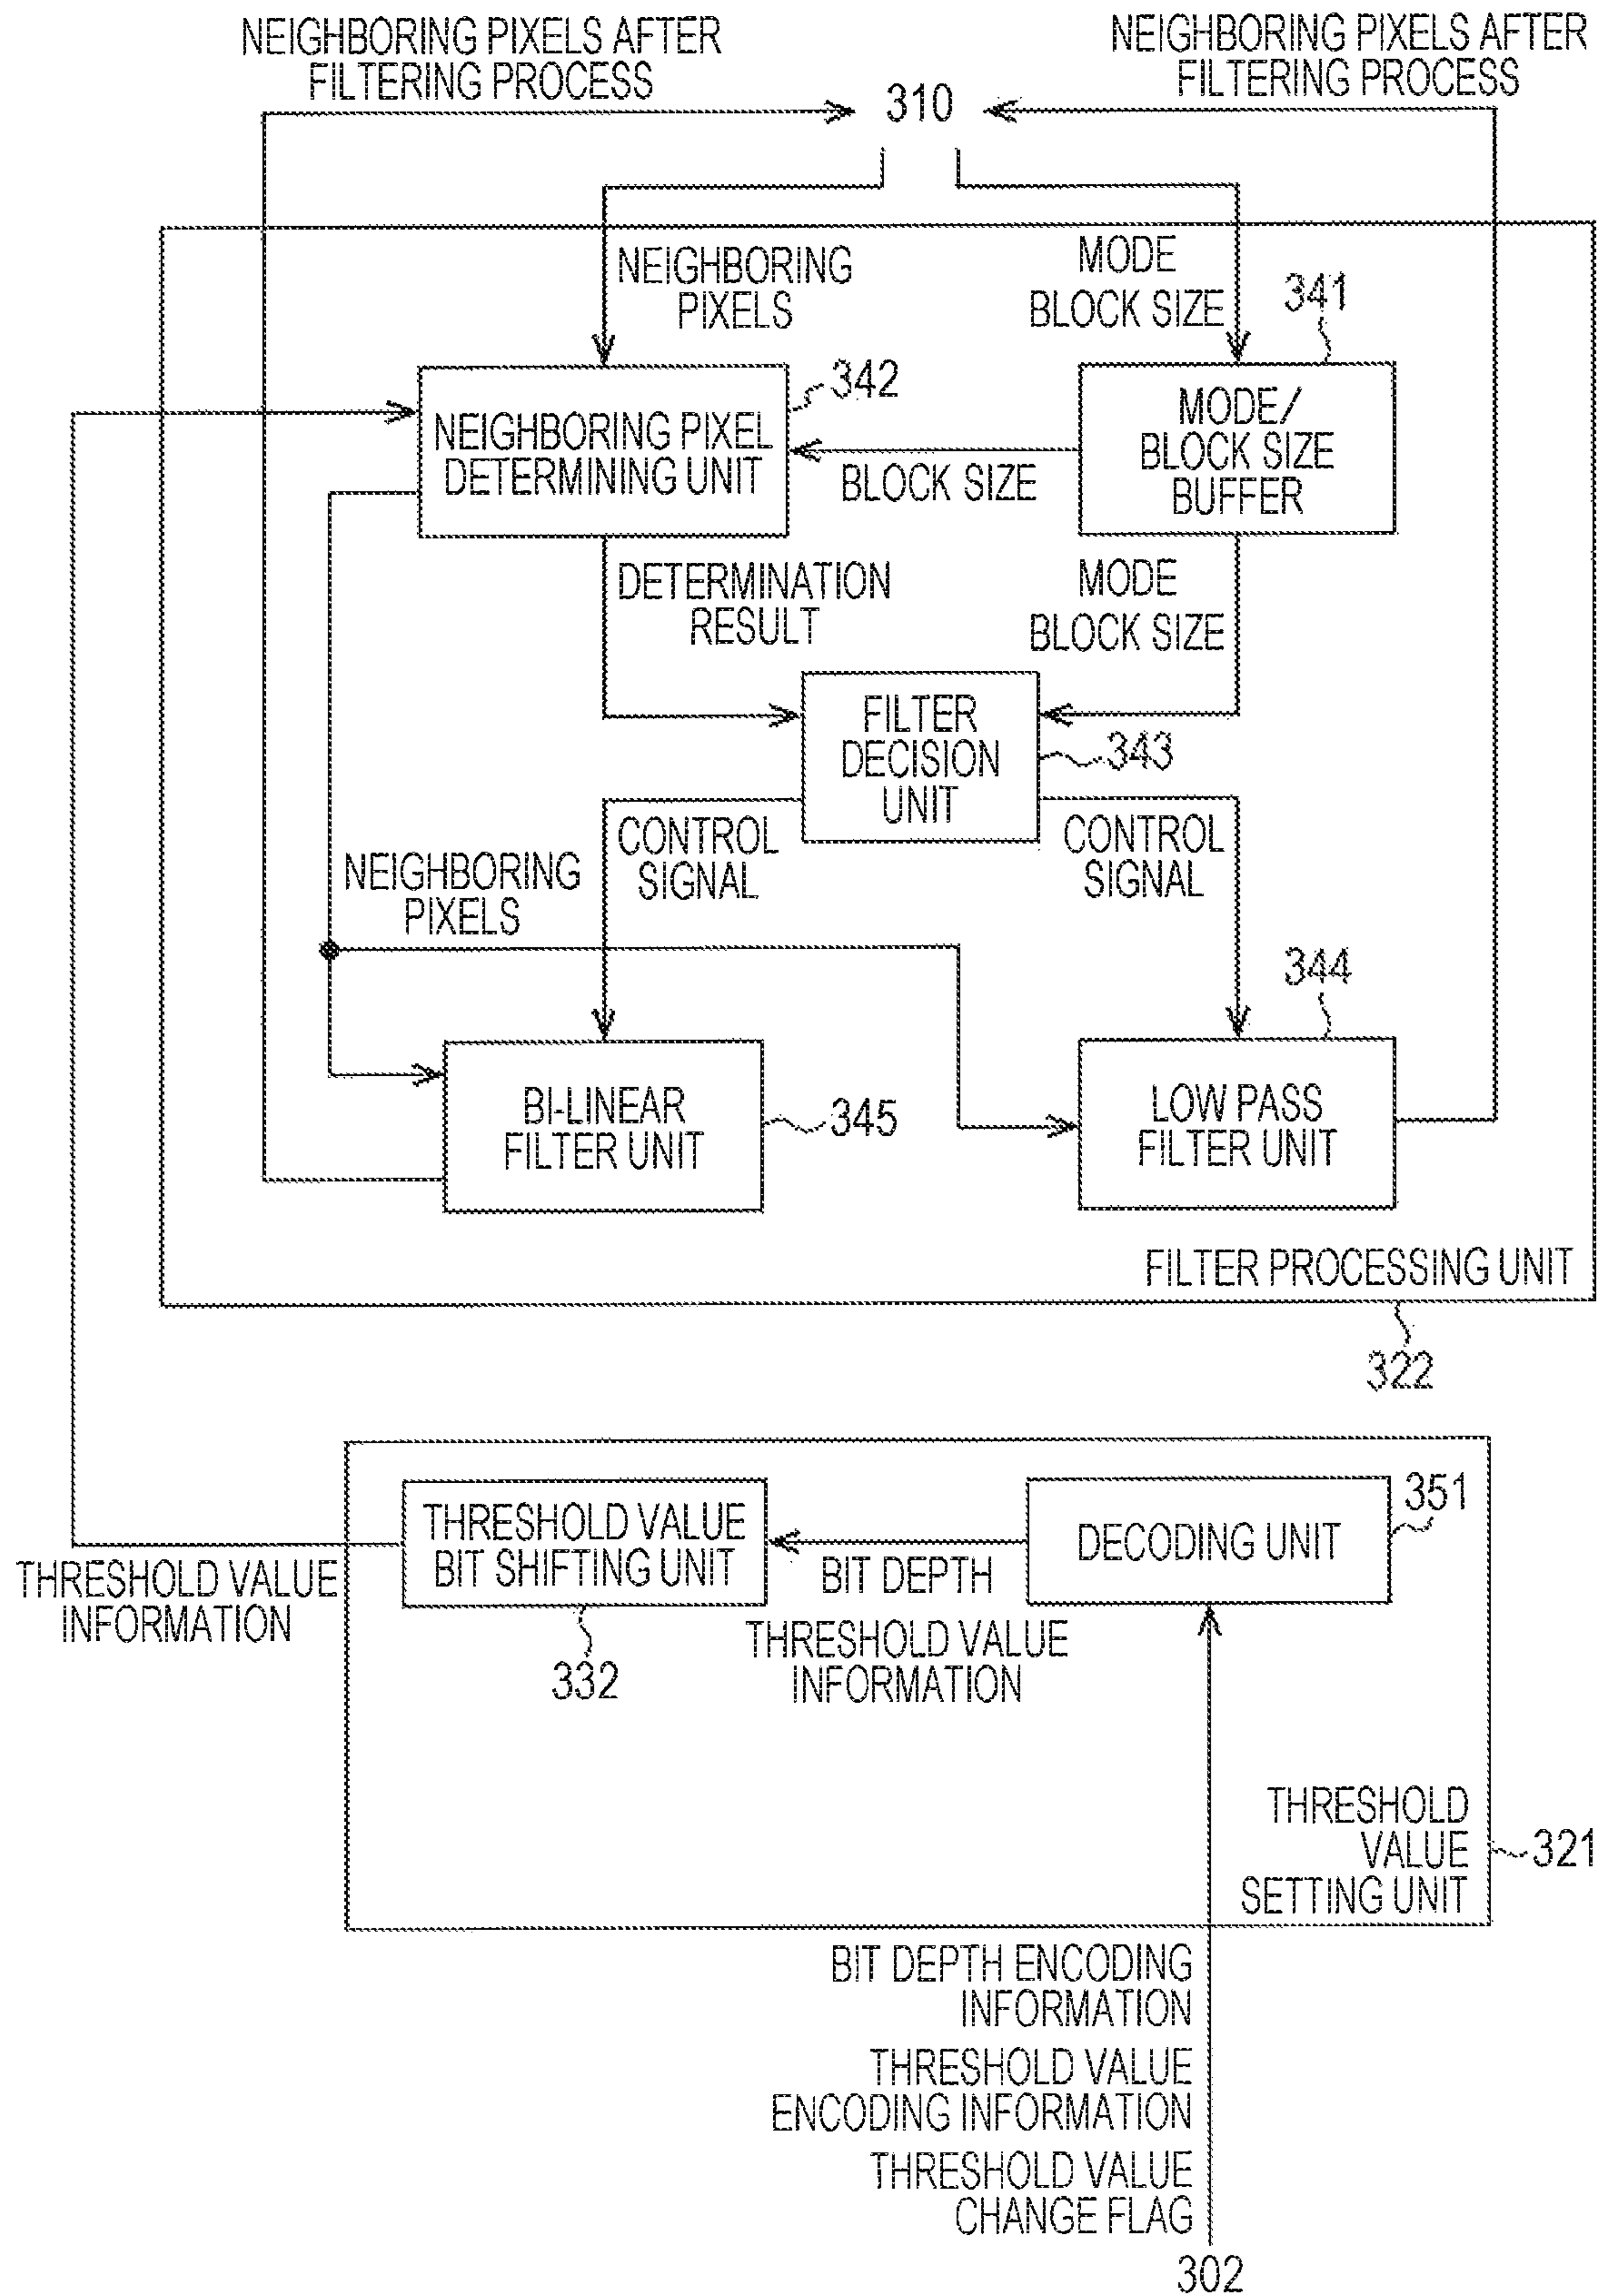 NEIGHBORING PIXELS AFTER
FILTERING PROCESS
NEIGHBORING PIXELS AFTER
FILTERING PROCESS
310
NEIGHBORING
PIXELS
MODE
BLOCK SIZE
341
342
NEIGHBORING PIXEL
DETERMINING UNIT
BLOCK SIZE
MODE/
BLOCK SIZE
BUFFER
DETERMINATION
RESULT
MODE
BLOCK SIZE
FILTER
DECISION
UNIT
343
CONTROL
SIGNAL
CONTROL
SIGNAL
NEIGHBORING
PIXELS
344
BI-LINEAR
FILTER UNIT
345
LOW PASS
FILTER UNIT
FILTER PROCESSING UNIT
322
THRESHOLD VALUE
BIT SHIFTING UNIT
332
BIT DEPTH
THRESHOLD VALUE
INFORMATION
DECODING UNIT
351
THRESHOLD VALUE
INFORMATION
THRESHOLD
VALUE
SETTING UNIT
321
BIT DEPTH ENCODING
INFORMATION
THRESHOLD VALUE
ENCODING INFORMATION
THRESHOLD VALUE
CHANGE FLAG
302